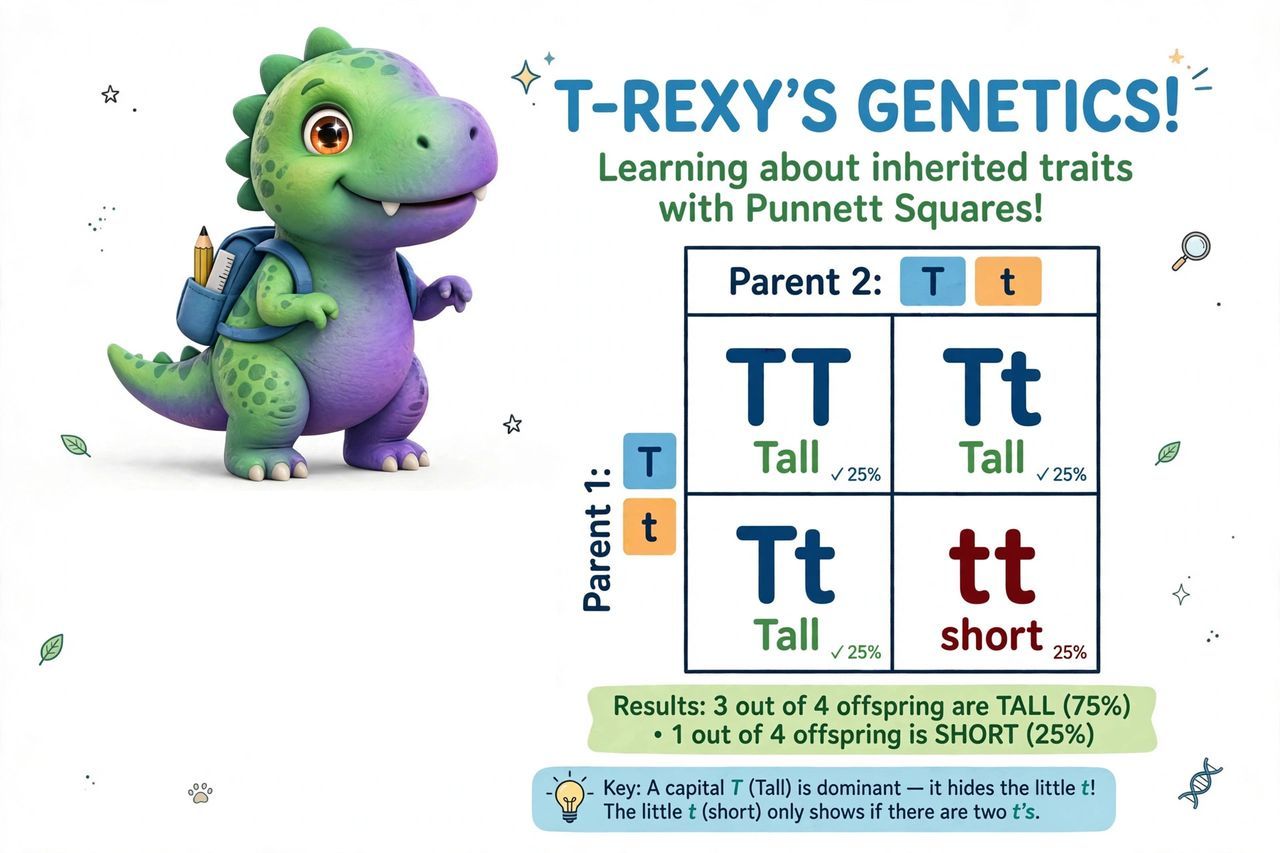 T-REXY'S GENETICS!
Learning about inherited traits
with Punnett Squares!
Parent 2: T t
TT
Tall
✓ 25%
Tt
Tall
✓ 25%
Parent 1: T t
Tt
Tall
✓ 25%
tt
short
25%
Results: 3 out of 4 offspring are TALL (75%)
• 1 out of 4 offspring is SHORT (25%)
Key: A capital T (Tall) is dominant — it hides the little t!
The little t (short) only shows if there are two t's.